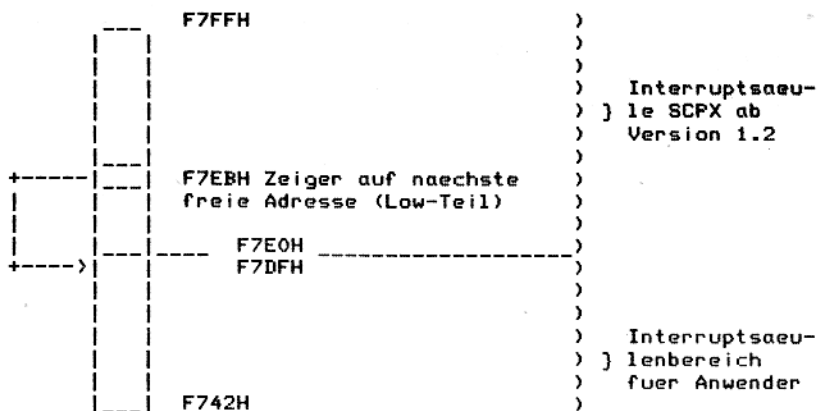 F7FFH
Interruptsaeu-
le SCPX ab
Version 1.2
F7EBH Zeiger auf naechste
freie Adresse (Low-Teil)
F7E0H
F7DFH
Interruptsaeu-
lenbereich
fuer Anwender
F742H